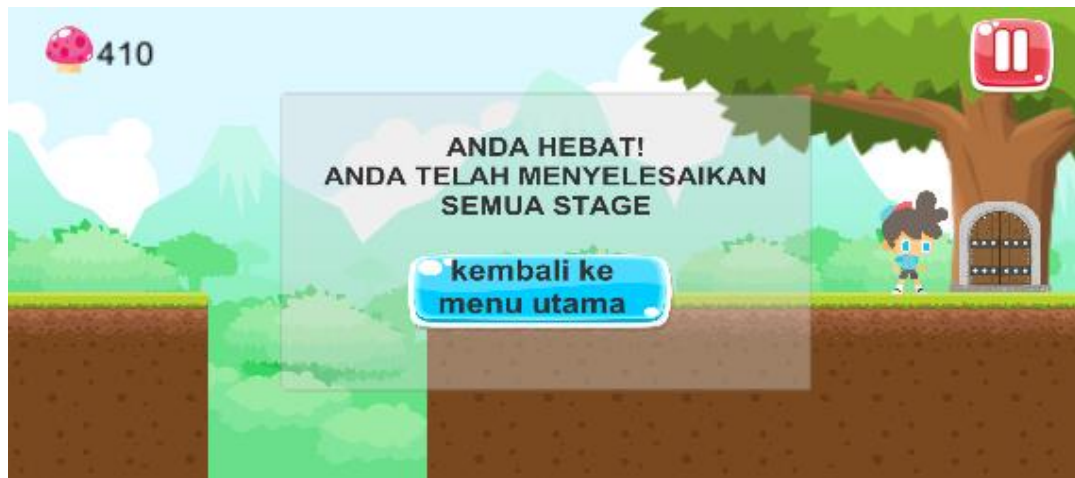 410
ANDA HEBAT!
ANDA TELAH MENYELESAIKAN
SEMUA STAGE
kembali ke
menu utama